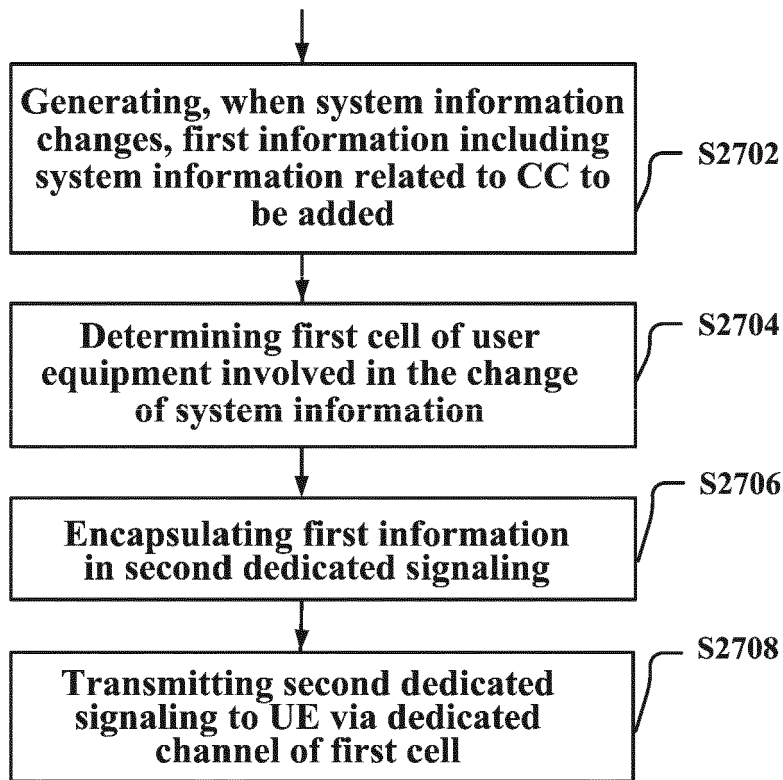 Generating, when system information
changes, first information including
system information related to CC to
be added
S2702
Determining first cell of user
equipment involved in the change
of system information
S2704
Encapsulating first information
in second dedicated signaling
S2706
Transmitting second dedicated
signaling to UE via dedicated
channel of first cell
S2708